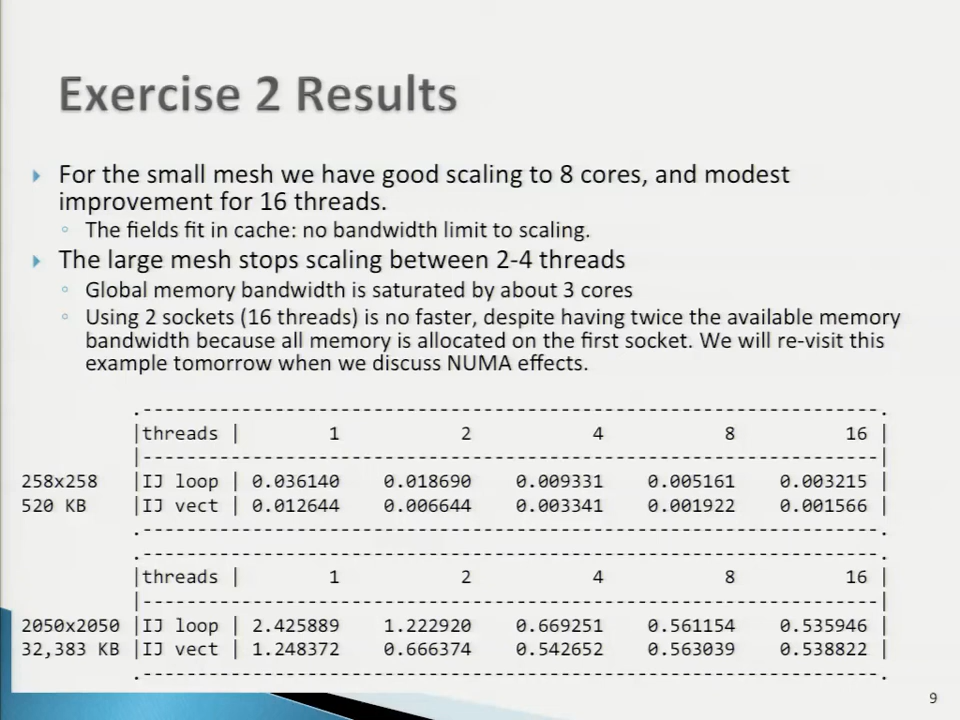 Exercise 2 Results
For the small mesh we have good scaling to 8 cores, and modest
improvement for 16 threads.
The fields fit in cache: no bandwidth limit to scaling.
The large mesh stops scaling between 2-4 threads
Global memory bandwidth is saturated by about 3 cores
Using 2 sockets (16 threads) is no faster, despite having twice the available memory
bandwidth because all memory is allocated on the first socket. We will re-visit this
example tomorrow when we discuss NUMA effects.
.-------------------------------------------------------------------.
|threads | 1 2 4 8 16 |
|-------------------------------------------------------------------|
258x258 |IJ loop | 0.036140 0.018690 0.009331 0.005161 0.003215 |
520 KB |IJ vect | 0.012644 0.006644 0.003341 0.001922 0.001566 |
.-------------------------------------------------------------------.
.-------------------------------------------------------------------.
|threads | 1 2 4 8 16 |
|-------------------------------------------------------------------|
2050x2050 |IJ loop | 2.425889 1.222920 0.669251 0.561154 0.535946 |
32,383 KB |IJ vect | 1.248372 0.666374 0.542652 0.563039 0.538822 |
.-------------------------------------------------------------------.
9